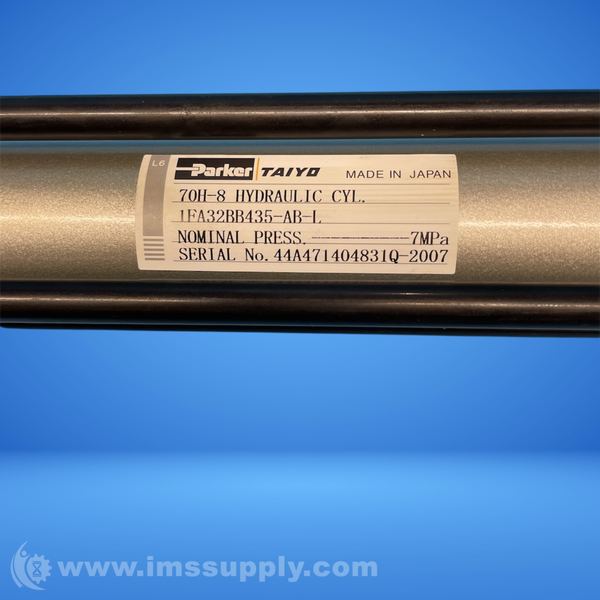 L6
Parker TAIYO MADE IN JAPAN
70H-8 HYDRAULIC CYL.
1FA32BB435-AB-L
NOMINAL PRESS.----------7MPa
SERIAL No. 44A471404831Q-2007
www.imssupply.com